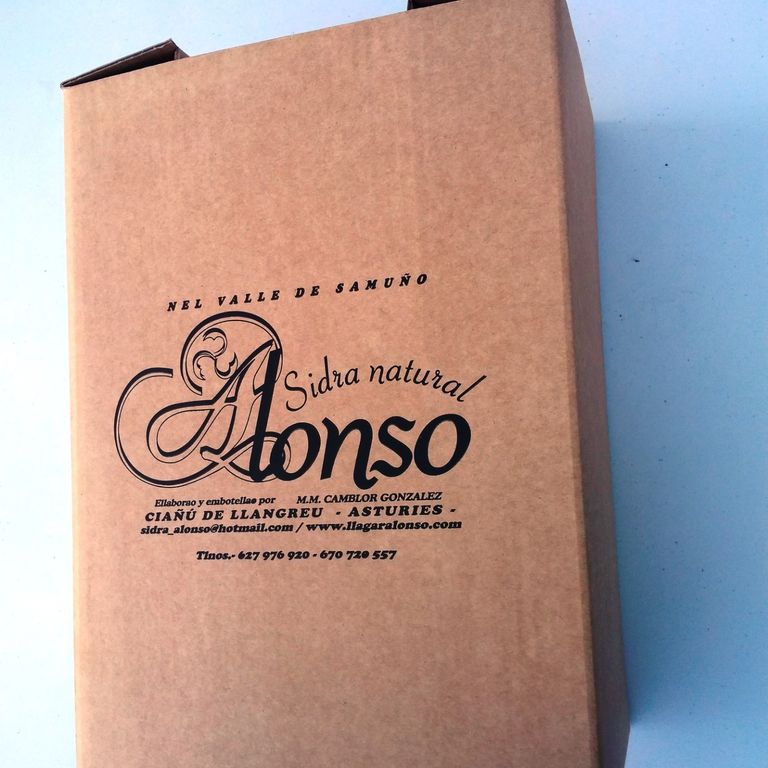 NEL VALLE DE SAMUÑO
Sidra natural
Alonso
Ellaborao y embotellao por M.M. CAMBLOR GONZALEZ
CIAÑÚ DE LLANGREU - ASTURIES -
sidra_alonso@hotmail.com / www.llagaralonso.com
Tlnos.- 627 976 920 - 670 720 557